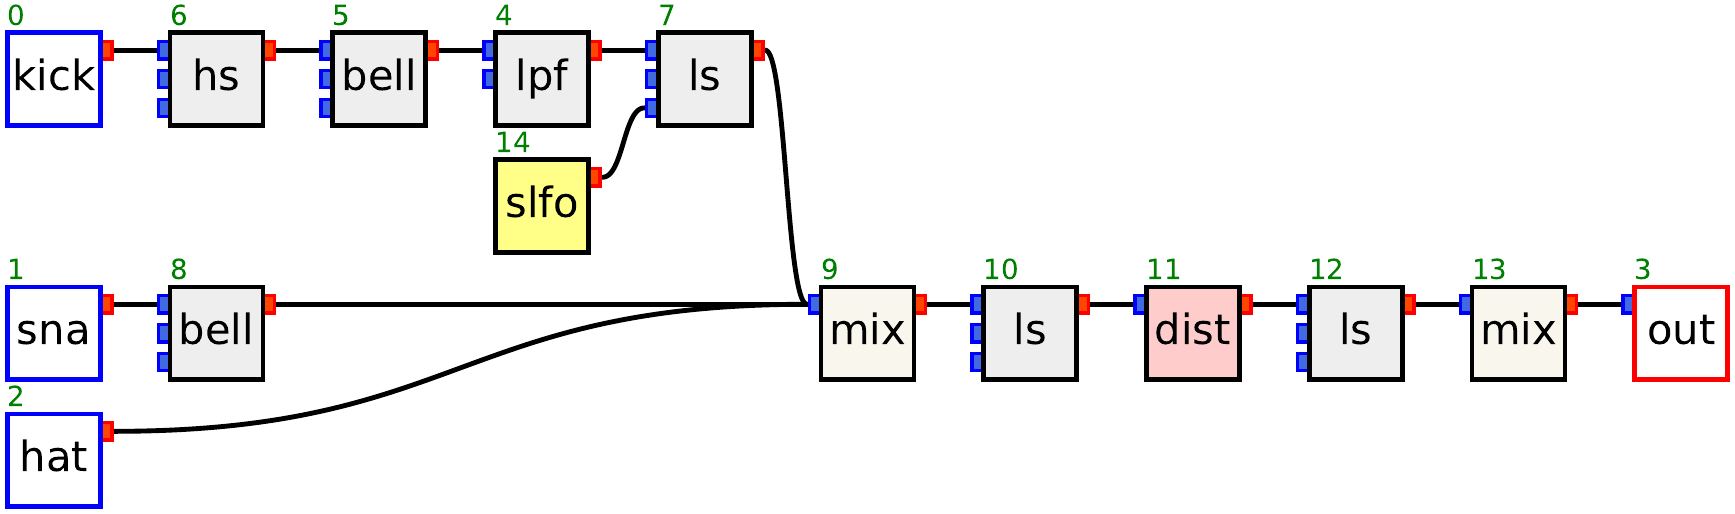 0 6 5 4 7
kick hs bell lpf ls
14
slfo
1 8 9 10 11 12 13 3
sna bell mix ls dist ls mix out
2
hat